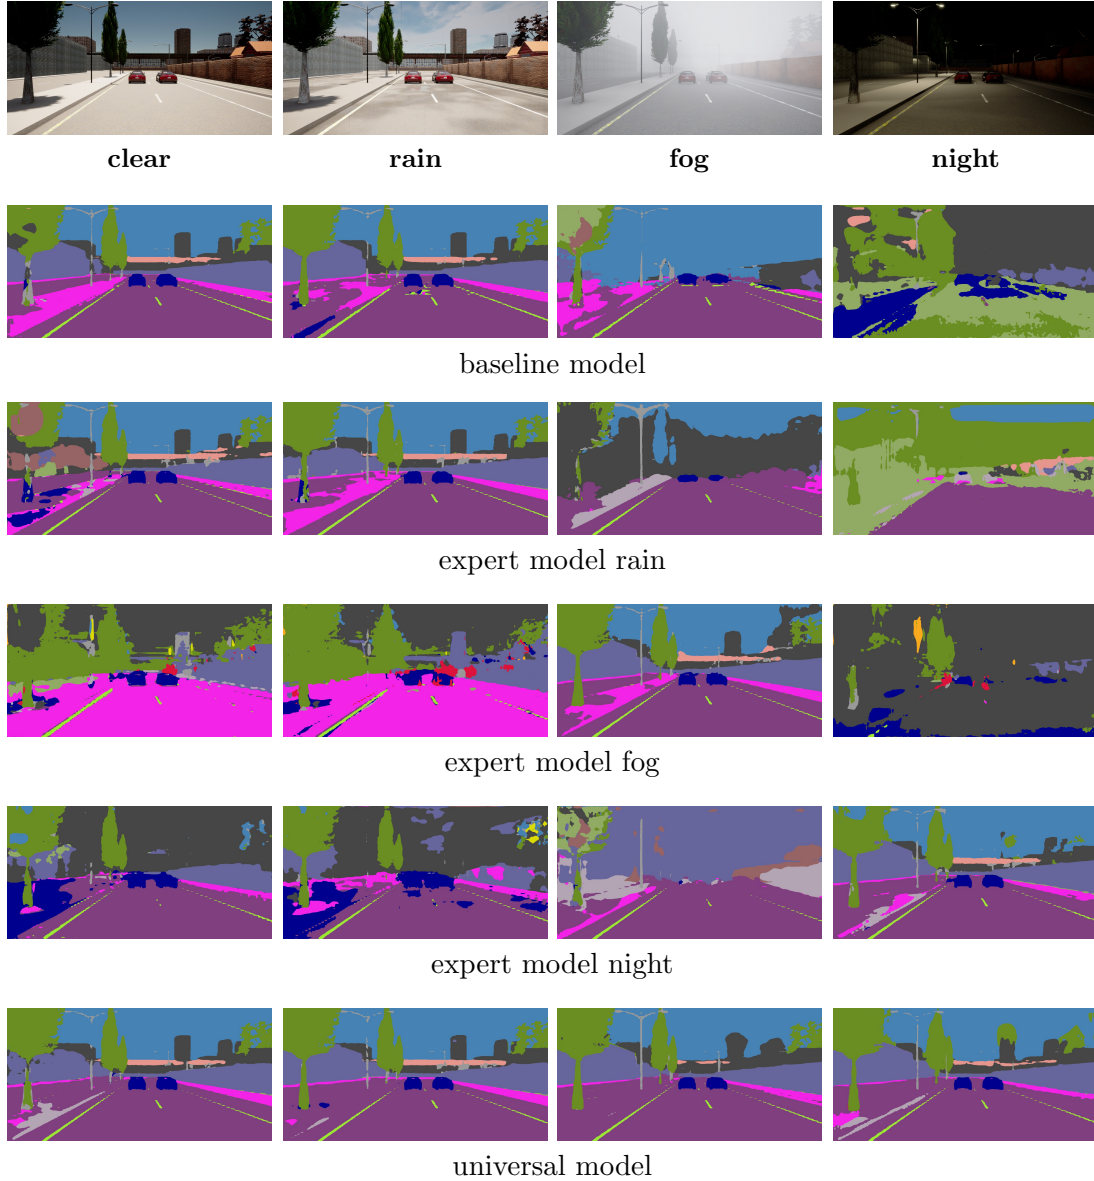 clear
rain
fog
night
baseline model
expert model rain
expert model fog
expert model night
universal model